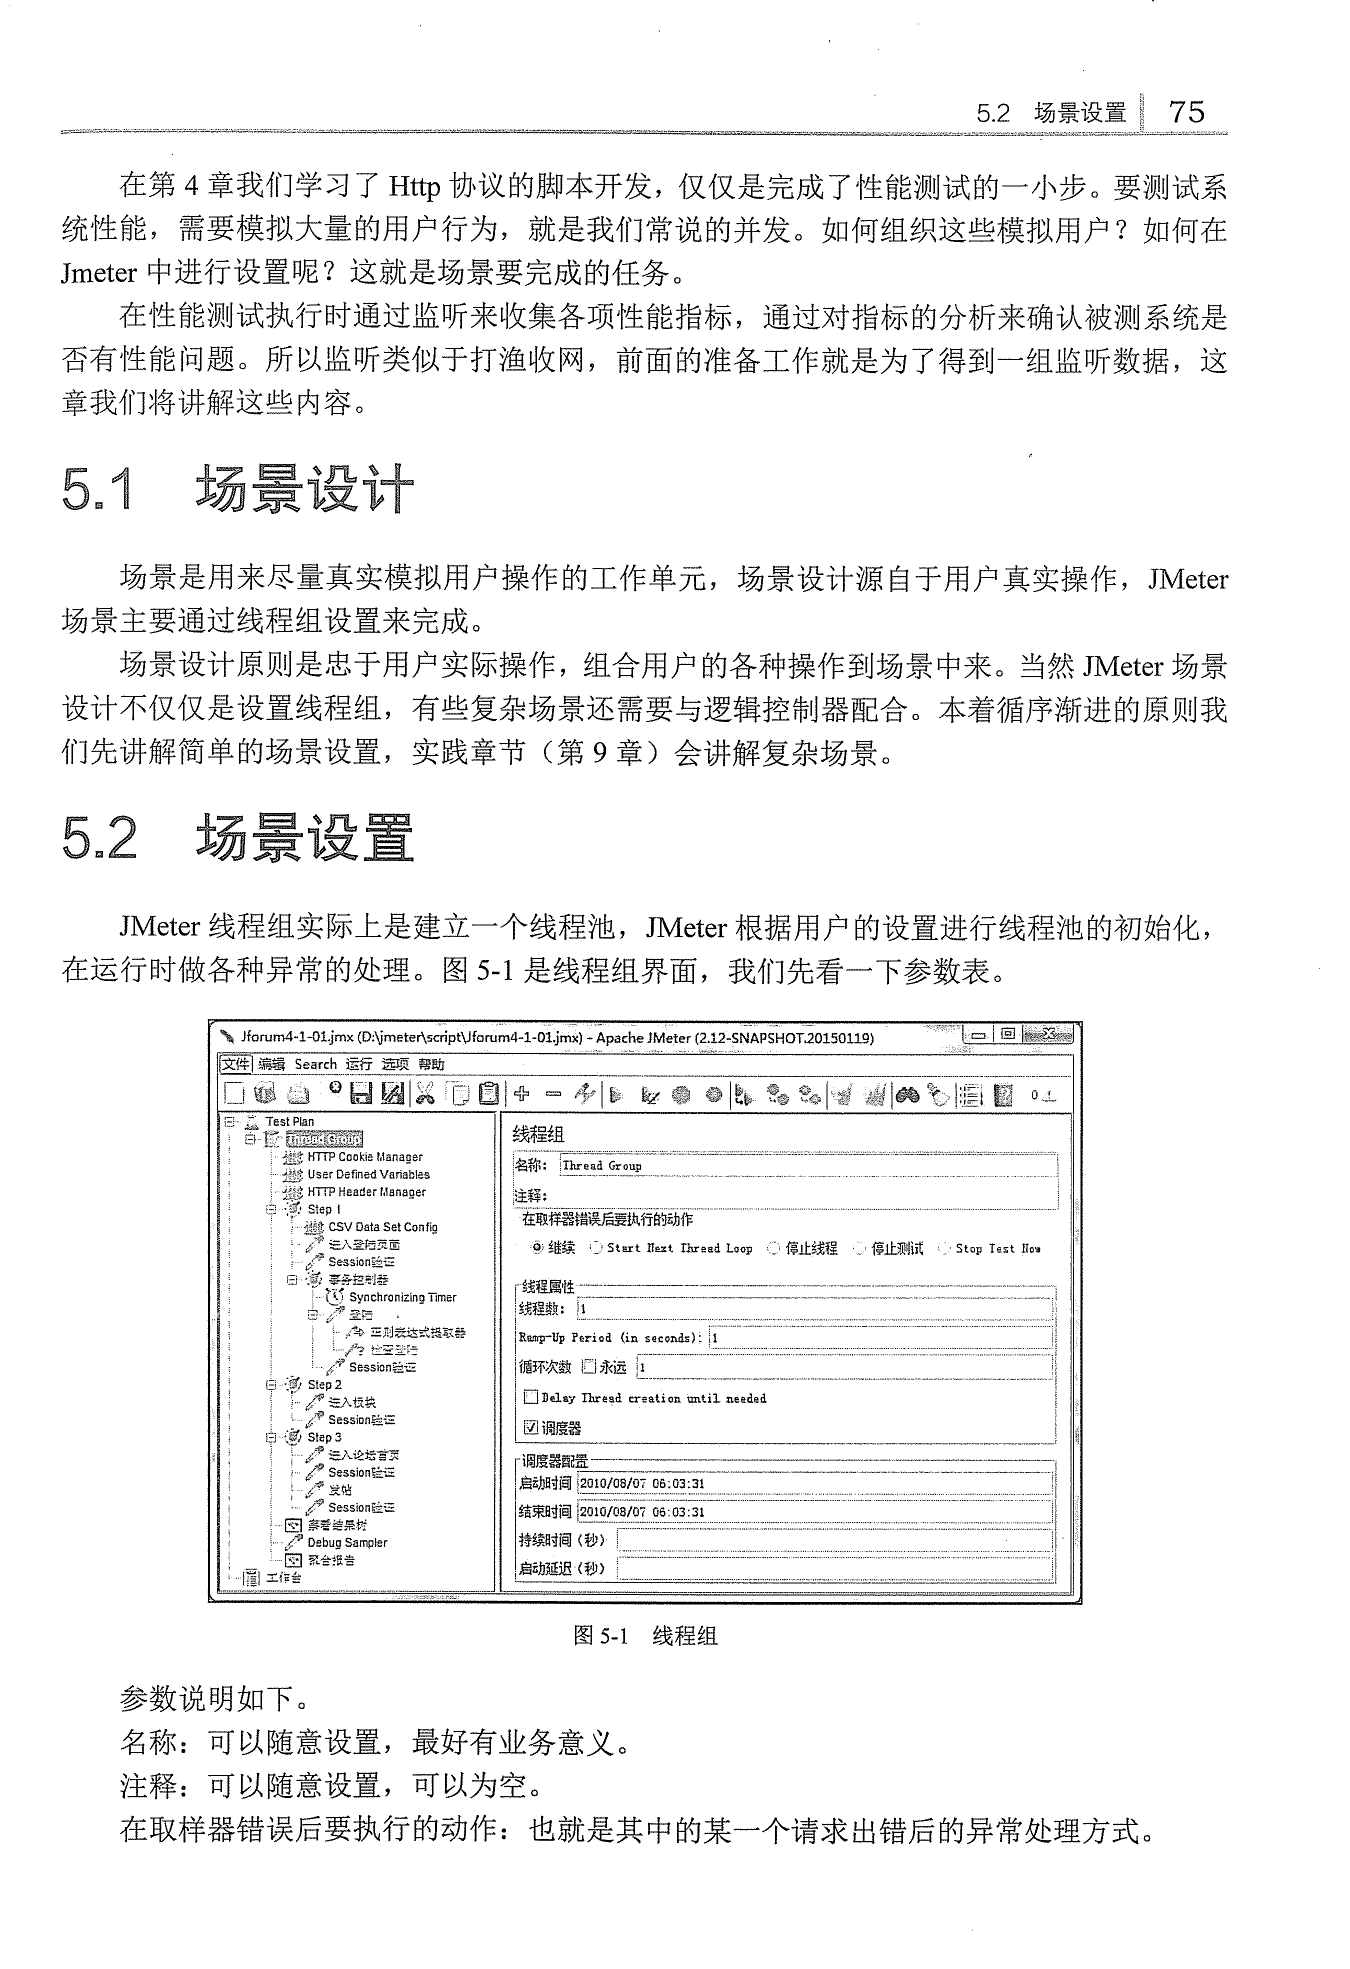 5.2 场景设置 75
在第 4 章我们学习了 Http 协议的脚本开发，仅仅是完成了性能测试的一小步。要测试系
统性能，需要模拟大量的用户行为，就是我们常说的并发。如何组织这些模拟用户？如何在
Jmeter 中进行设置呢？这就是场景要完成的任务。
在性能测试执行时通过监听来收集各项性能指标，通过对指标的分析来确认被测系统是
否有性能问题。所以监听类似于打渔收网，前面的准备工作就是为了得到一组监听数据，这
章我们将讲解这些内容。
5.1 场景设计
场景是用来尽量真实模拟用户操作的工作单元，场景设计源自于用户真实操作，JMeter
场景主要通过线程组设置来完成。
场景设计原则是忠于用户实际操作，组合用户的各种操作到场景中来。当然 JMeter 场景
设计不仅仅是设置线程组，有些复杂场景还需要与逻辑控制器配合。本着循序渐进的原则我
们先讲解简单的场景设置，实践章节（第 9 章）会讲解复杂场景。
5.2 场景设置
JMeter 线程组实际上是建立一个线程池，JMeter 根据用户的设置进行线程池的初始化，
在运行时做各种异常的处理。图 5-1 是线程组界面，我们先看一下参数表。
Jforum4-1-01.jmx (D:\jmeter\script\Jforum4-1-01.jmx) - Apache JMeter (2.12-SNAPSHOT.20150119)
文件 编辑 Search 运行 选项 帮助
Test Plan
Thread Group
HTTP Cookie Manager
User Defined Variables
HTTP Header Manager
Step 1
CSV Data Set Config
进入登陆页面
Session验证
事务控制器
Synchronizing Timer
登陆
正则表达式提取器
检查登陆
Session验证
Step 2
进入板块
Session验证
Step 3
进入论坛首页
Session验证
发帖
Session验证
察看结果树
Debug Sampler
聚合报告
工作台
线程组
名称： Thread Group
注释：
在取样器错误后要执行的动作
继续 Start Next Thread Loop 停止线程 停止测试 Stop Test Now
线程属性
线程数： 1
Ramp-Up Period (in seconds): 1
循环次数 永远 1
Delay Thread creation until needed
调度器
调度器配置
启动时间 2010/08/07 06:03:31
结束时间 2010/08/07 06:03:31
持续时间（秒）
启动延迟（秒）
图 5-1 线程组
参数说明如下。
名称：可以随意设置，最好有业务意义。
注释：可以随意设置，可以为空。
在取样器错误后要执行的动作：也就是其中的某一个请求出错后的异常处理方式。